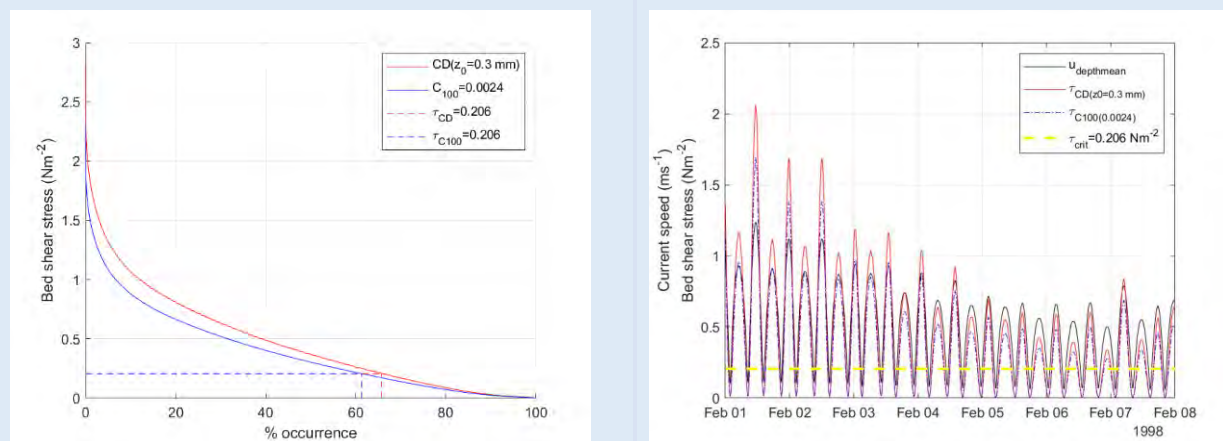 3
2.5
2
1.5
1
0.5
0
Bed shear stress (Nm-2)
0
20
40
60
80
100
% occurrence
CD(z0=0.3 mm)
C100=0.0024
τCD=0.206
τC100=0.206
2.5
2
1.5
1
0.5
0
Current speed (ms-1)
Bed shear stress (Nm-2)
Feb 01
Feb 02
Feb 03
Feb 04
Feb 05
Feb 06
Feb 07
Feb 08
1998
udepthmean
τCD(z0=0.3 mm)
τC100(0.0024)
τcrit=0.206 Nm-2